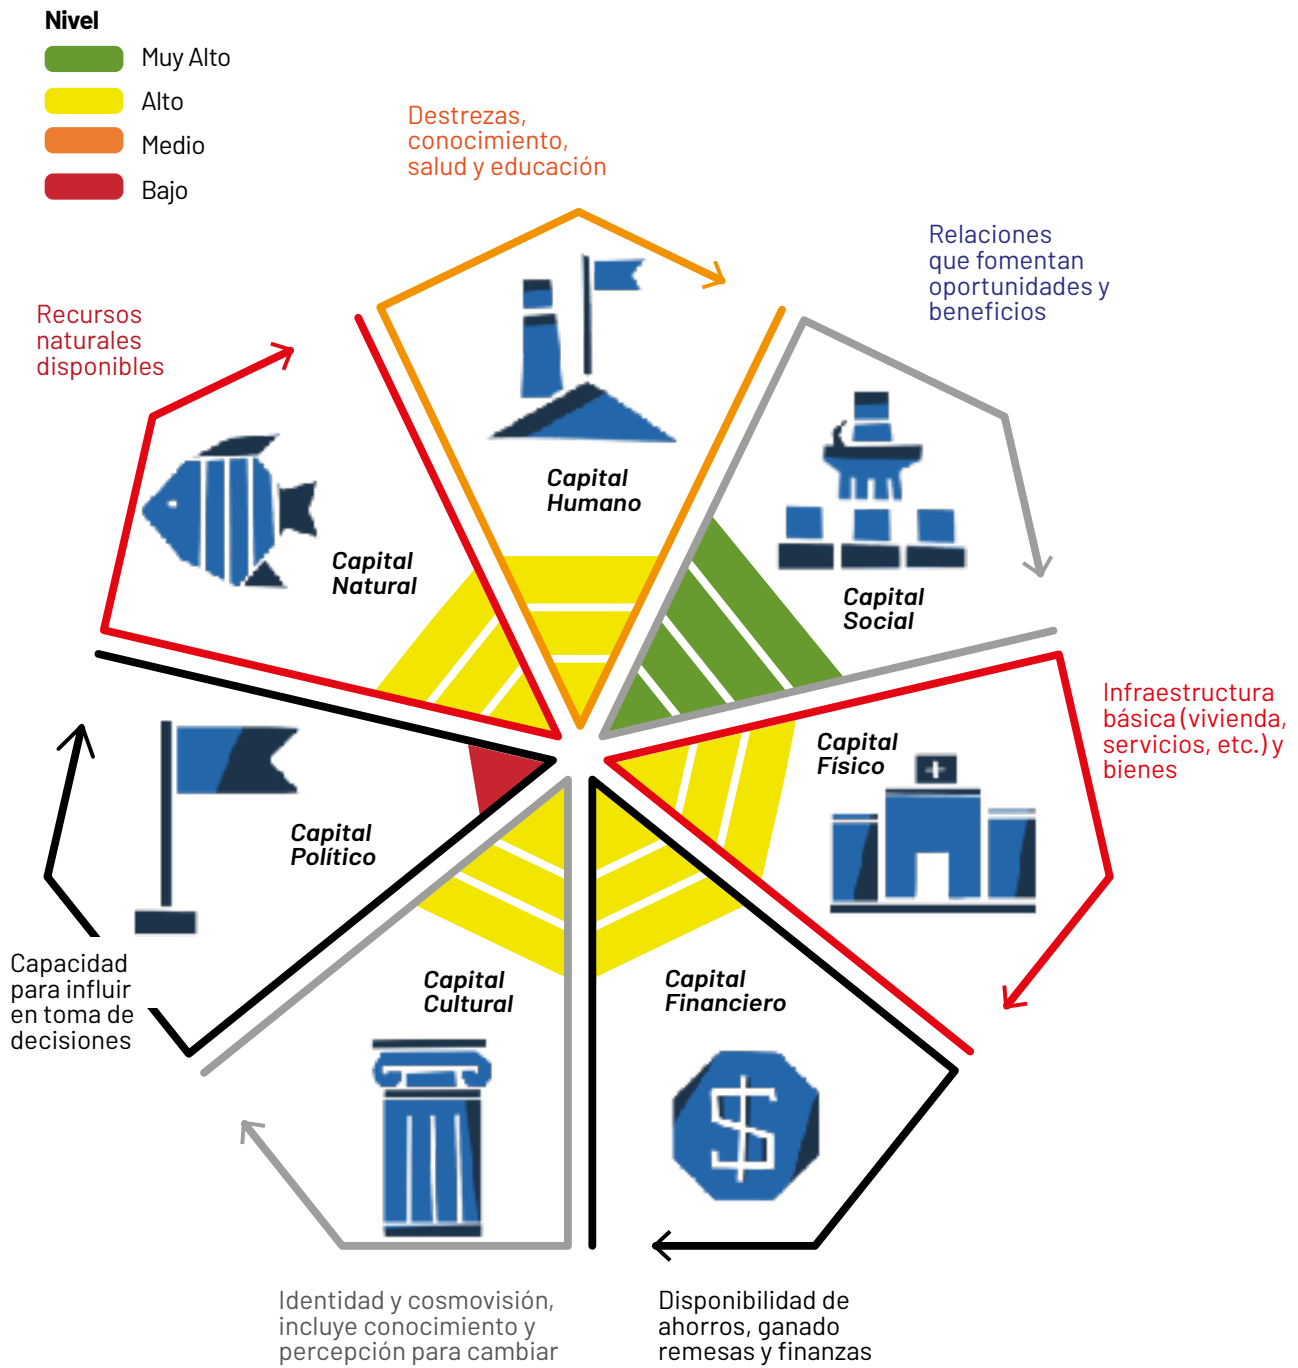 Nivel
Muy Alto
Alto
Medio
Bajo
Destrezas,
conocimiento,
salud y educación
Relaciones
que fomentan
oportunidades y
beneficios
Recursos
naturales
disponibles
Capital
Humano
Capital
Natural
Capital
Social
Infraestructura
básica (vivienda,
servicios, etc.) y
bienes
Capital
Físico
Capital
Político
Capacidad
para influir
en toma de
decisiones
Capital
Cultural
Capital
Financiero
$
Identidad y cosmovisión,
incluye conocimiento y
percepción para cambiar
Disponibilidad de
ahorros, ganado
remesas y finanzas